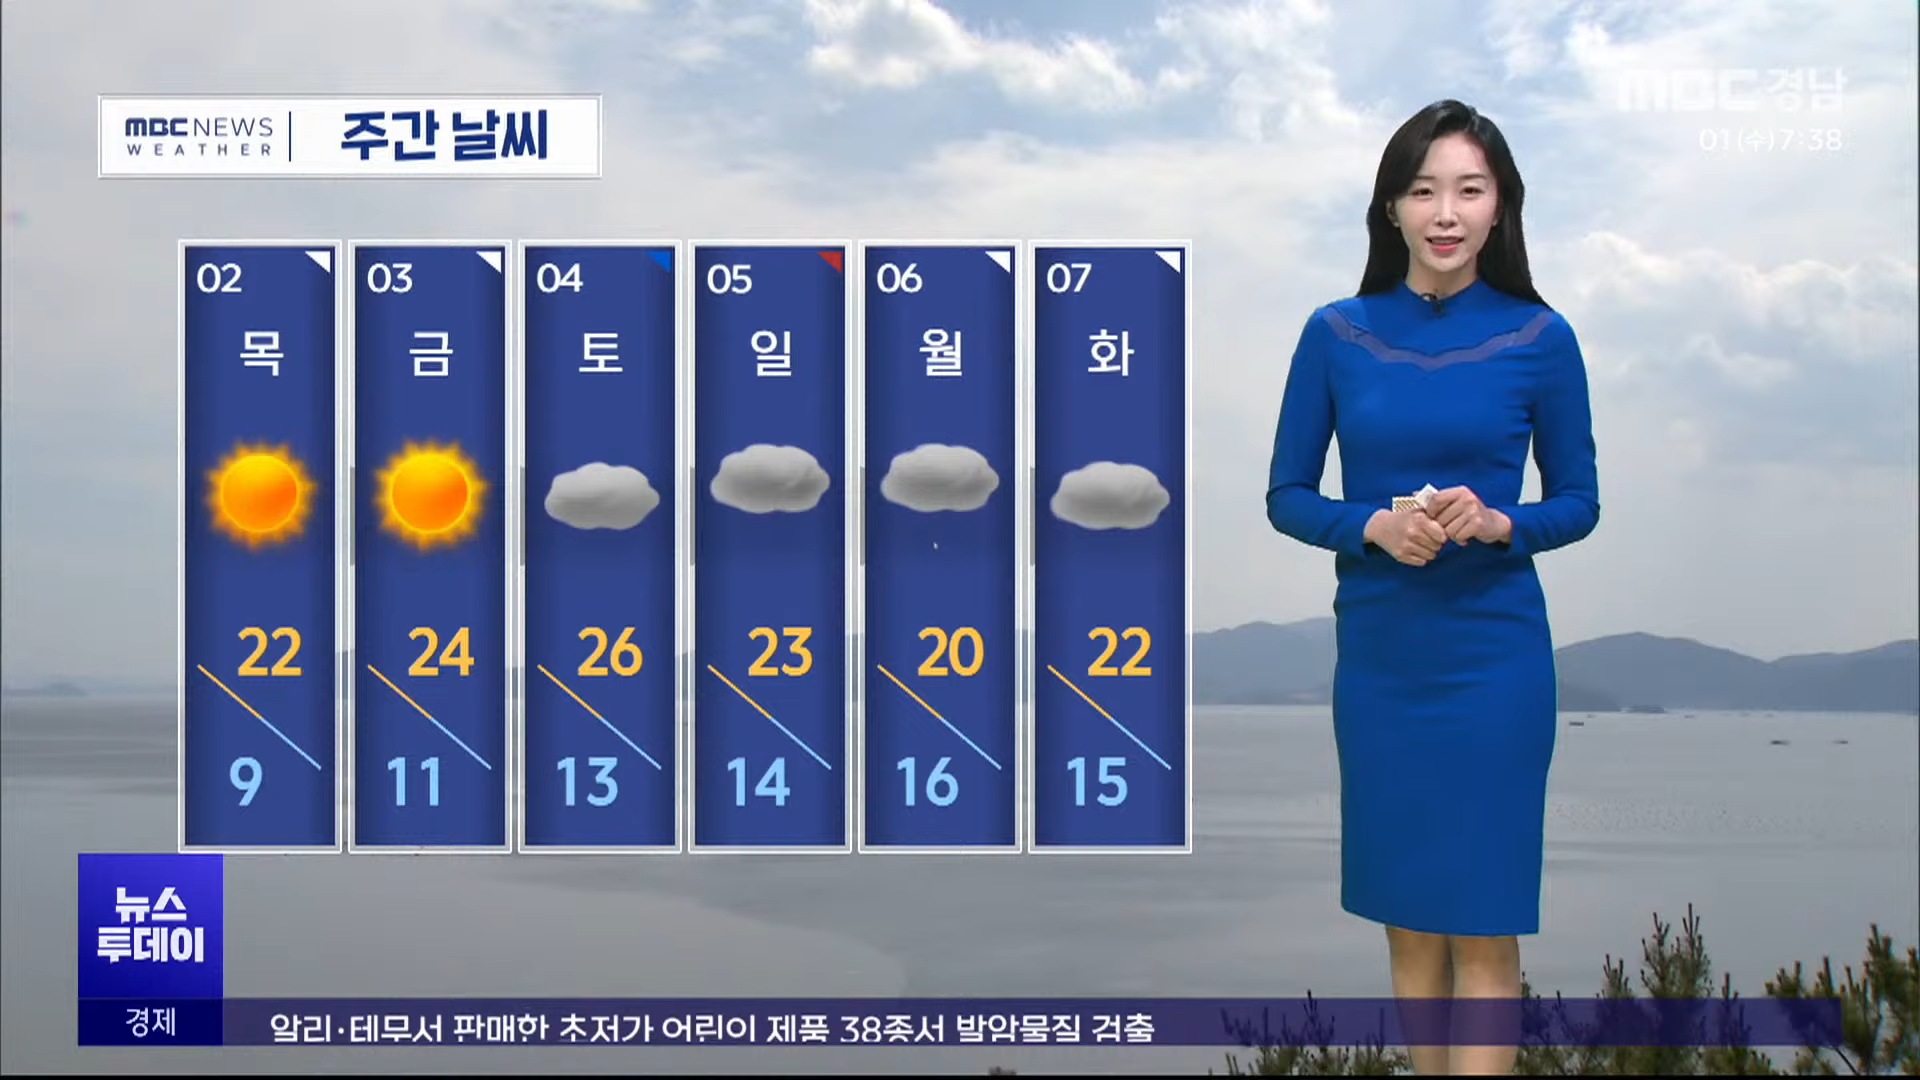 MBC NEWS
WEATHER
주간 날씨
MBC경남
01(수)7:38
02
목
22
9
03
금
24
11
04
토
26
13
05
일
23
14
06
월
20
16
07
화
22
15
뉴스
투데이
경제
알리·테무서 판매한 초저가 어린이 제품 38종서 발암물질 검출